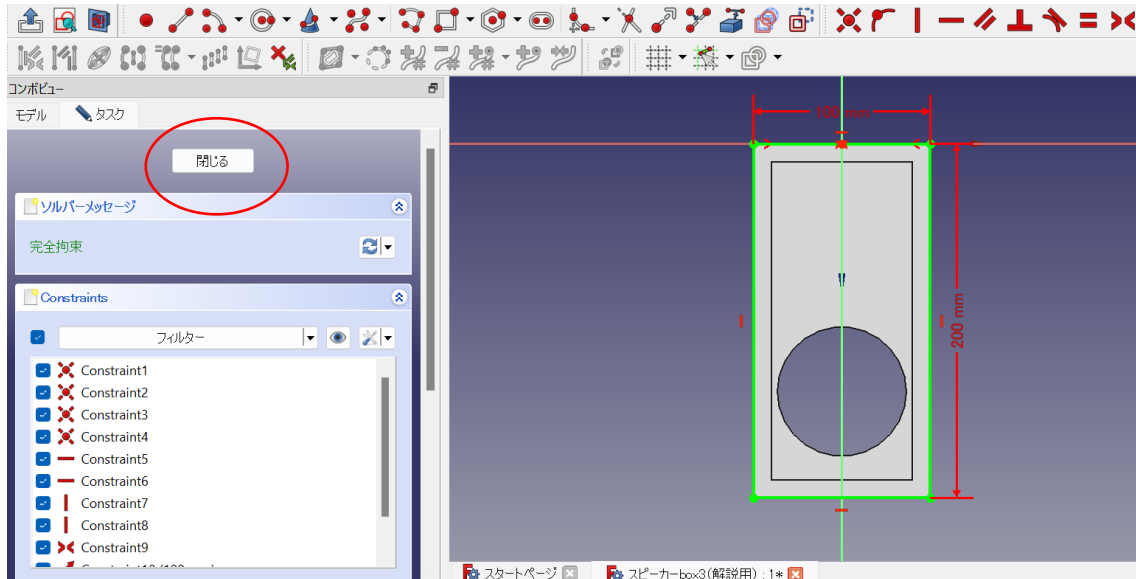 コンボビュー
モデル
タスク
閉じる
ソルバーメッセージ
完全拘束
Constraints
フィルター
Constraint1
Constraint2
Constraint3
Constraint4
Constraint5
Constraint6
Constraint7
Constraint8
Constraint9
100 mm
200 mm
スタートページ
スピーカーbox3(解説用) : 1*